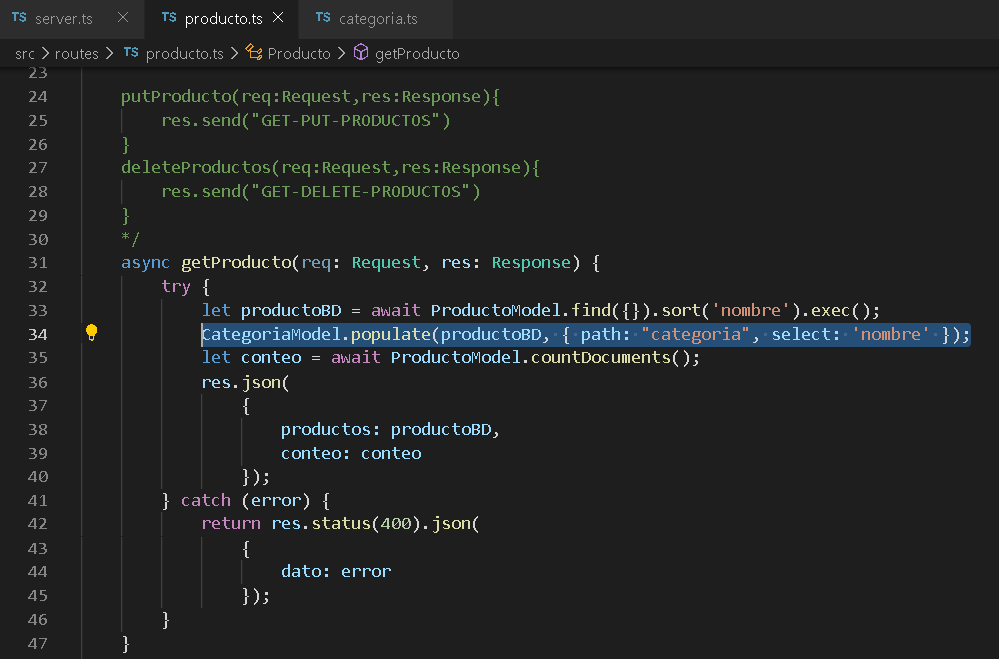 TS server.ts × TS producto.ts × TS categoria.ts
src > routes > TS producto.ts > Producto > getProducto
23
24 putProducto(req:Request,res:Response){
25 res.send("GET-PUT-PRODUCTOS")
26 }
27 deleteProductos(req:Request,res:Response){
28 res.send("GET-DELETE-PRODUCTOS")
29 }
30 */
31 async getProducto(req: Request, res: Response) {
32 try {
33 let productoBD = await ProductoModel.find({}).sort('nombre').exec();
34 CategoriaModel.populate(productoBD, { path: "categoria", select: 'nombre' });
35 let conteo = await ProductoModel.countDocuments();
36 res.json(
37 {
38 productos: productoBD,
39 conteo: conteo
40 });
41 } catch (error) {
42 return res.status(400).json(
43 {
44 dato: error
45 });
46 }
47 }